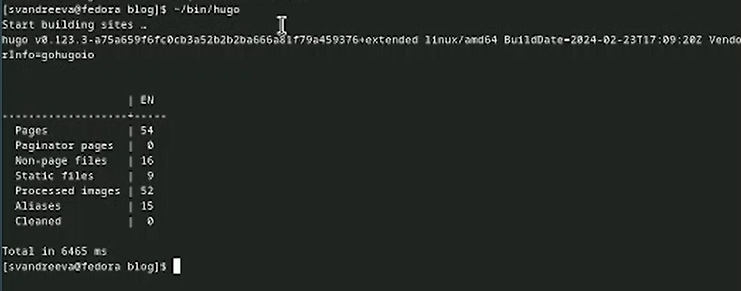 [svandreeva@fedora blog]$ ~/bin/hugo
Start building sites …
hugo v0.123.3-a75a659f6fc0cb3a52b2b2ba666a81f79a459376+extended linux/amd64 BuildDate=2024-02-23T17:09:20Z Vendo
rInfo=gohugoio
| EN
-------------------+-----
Pages | 54
Paginator pages | 0
Non-page files | 16
Static files | 9
Processed images | 52
Aliases | 15
Cleaned | 0
Total in 6465 ms
[svandreeva@fedora blog]$